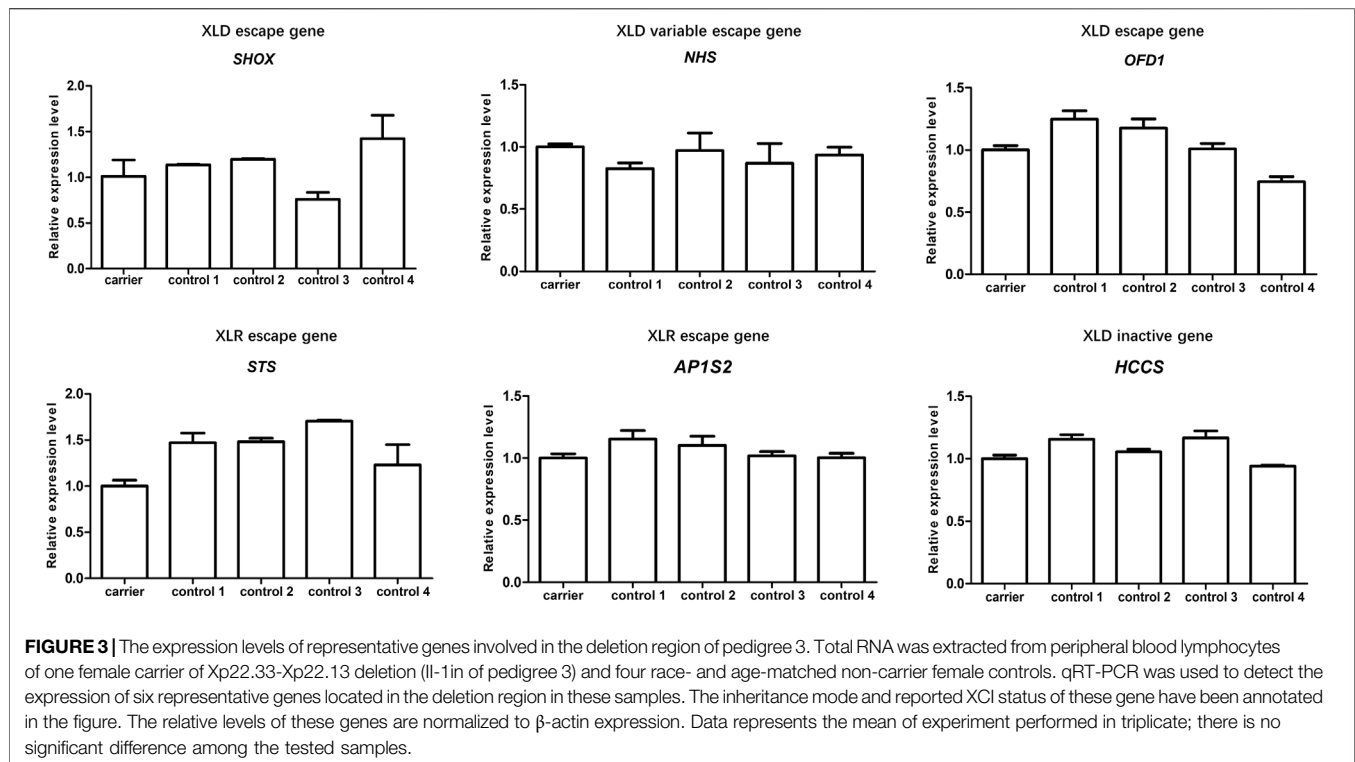 XLD escape gene
SHOX
Relative expression level
2.0
1.5
1.0
0.5
0.0
carrier control 1 control 2 control 3 control 4
XLD variable escape gene
NHS
Relative expression level
1.5
1.0
0.5
0.0
carrier control 1 control 2 control 3 control 4
XLD escape gene
OFD1
Relative expression level
1.5
1.0
0.5
0.0
carrier control 1 control 2 control 3 control 4
XLR escape gene
STS
Relative expression level
2.0
1.5
1.0
0.5
0.0
carrier control 1 control 2 control 3 control 4
XLR escape gene
AP1S2
Relative expression level
1.5
1.0
0.5
0.0
carrier control 1 control 2 control 3 control 4
XLD inactive gene
HCCS
Relative expression level
1.5
1.0
0.5
0.0
carrier control 1 control 2 control 3 control 4
FIGURE 3 | The expression levels of representative genes involved in the deletion region of pedigree 3. Total RNA was extracted from peripheral blood lymphocytes
of one female carrier of Xp22.33-Xp22.13 deletion (II-1in of pedigree 3) and four race- and age-matched non-carrier female controls. qRT-PCR was used to detect the
expression of six representative genes located in the deletion region in these samples. The inheritance mode and reported XCI status of these gene have been annotated
in the figure. The relative levels of these genes are normalized to β-actin expression. Data represents the mean of experiment performed in triplicate; there is no
significant difference among the tested samples.